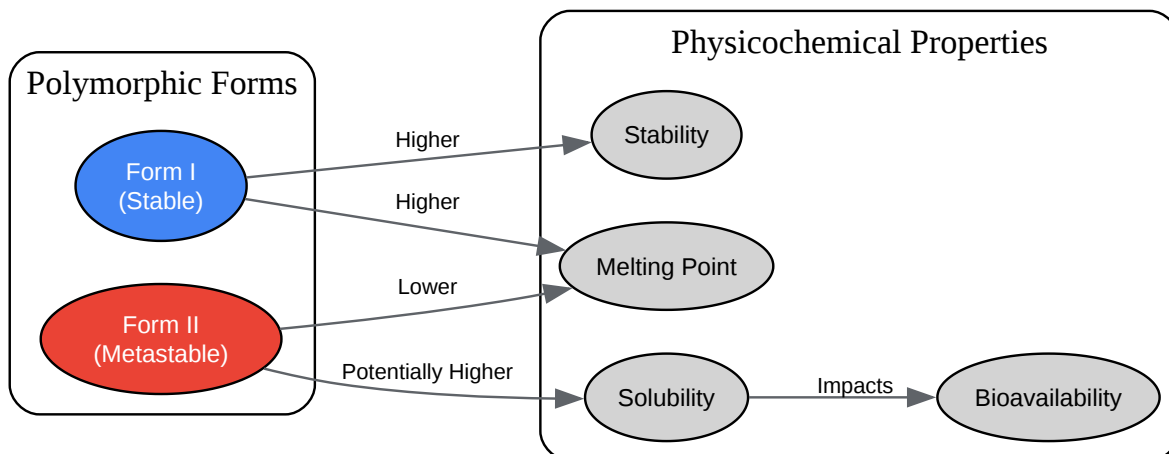 Physicochemical Properties
Polymorphic Forms
Higher
Stability
Form I
(Stable)
Higher
Melting Point
Lower
Form II
(Metastable)
Potentially Higher
Solubility
Impacts
Bioavailability